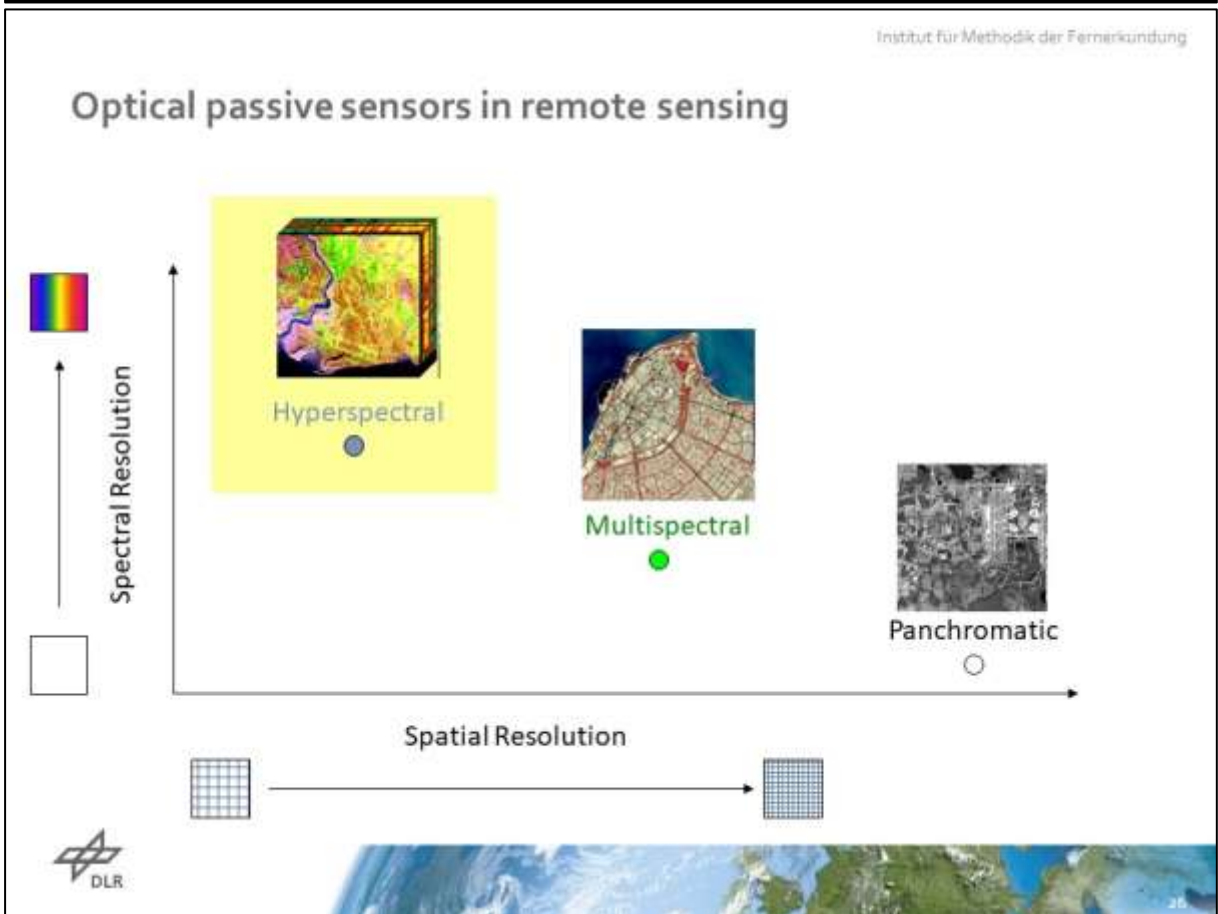 Institut für Methodik der Fernerkundung
Optical passive sensors in remote sensing
Spectral Resolution
Hyperspectral
Multispectral
Panchromatic
Spatial Resolution
DLR
26